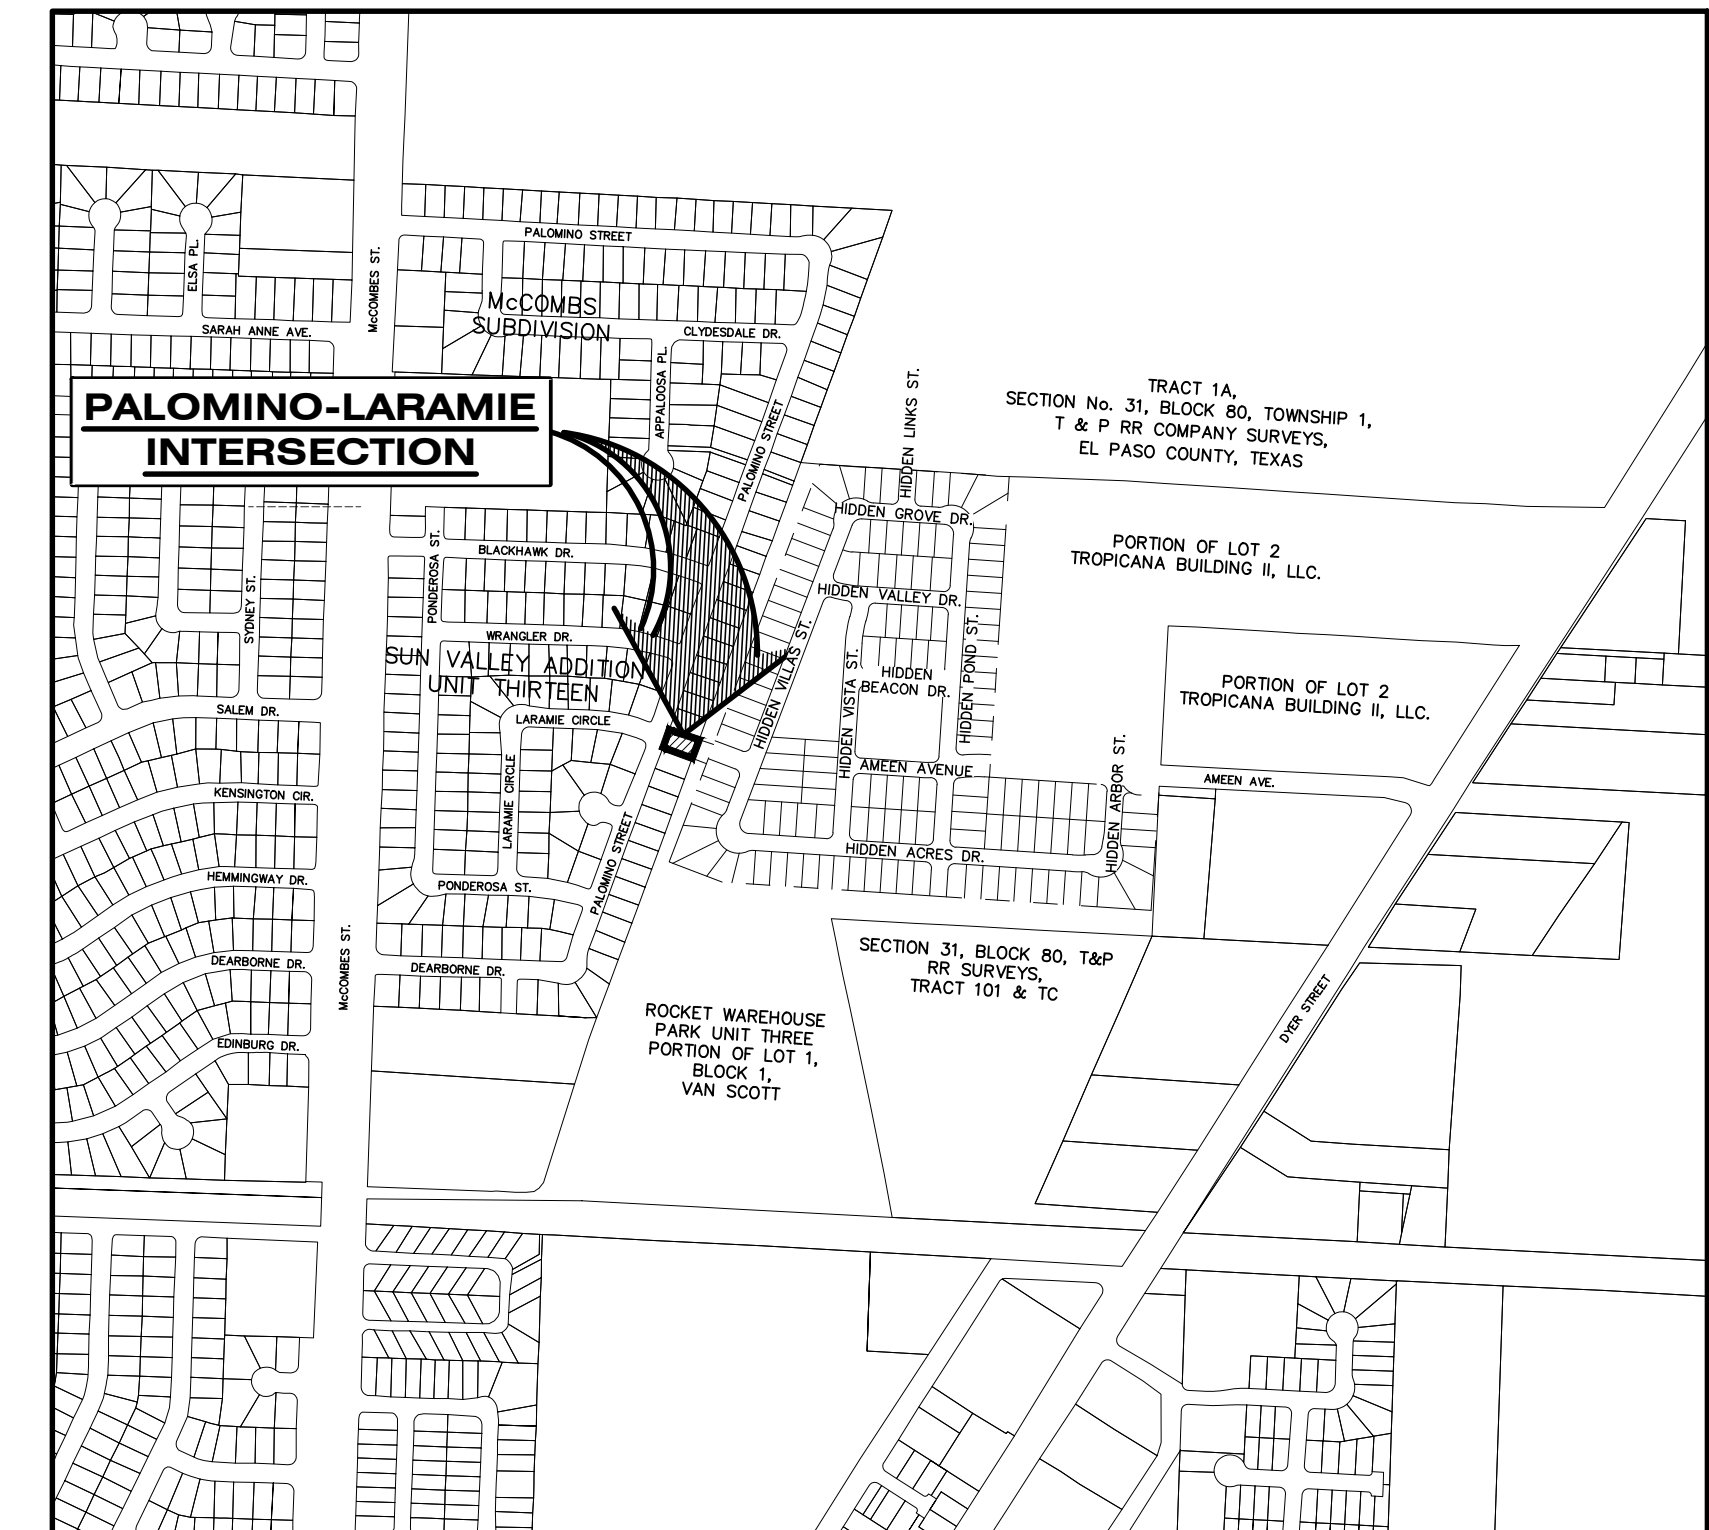 PALOMINO STREET
ELSA PL.
McCOMBES ST.
McCOMBS
SUBDIVISION
SARAH ANNE AVE.
CLYDESDALE DR.
APPALOOSA PL.
PALOMINO STREET
HIDDEN LINKS ST.
TRACT 1A,
SECTION No. 31, BLOCK 80, TOWNSHIP 1,
T & P RR COMPANY SURVEYS,
EL PASO COUNTY, TEXAS
PALOMINO-LARAMIE
INTERSECTION
HIDDEN GROVE DR.
PORTION OF LOT 2
TROPICANA BUILDING II, LLC.
BLACKHAWK DR.
PONDEROSA ST.
SYDNEY ST.
HIDDEN VALLEY DR.
WRANGLER DR.
SUN VALLEY ADDITION
UNIT THIRTEEN
HIDDEN VILLAS ST.
HIDDEN VISTA ST.
HIDDEN
BEACON DR.
HIDDEN POND ST.
PORTION OF LOT 2
TROPICANA BUILDING II, LLC.
SALEM DR.
LARAMIE CIRCLE
LARAMIE CIRCLE
AMEEN AVENUE
HIDDEN ARBOR ST.
AMEEN AVE.
KENSINGTON CIR.
PALOMINO STREET
HIDDEN ACRES DR.
HEMMINGWAY DR.
PONDEROSA ST.
McCOMBES ST.
DEARBORNE DR.
DEARBORNE DR.
SECTION 31, BLOCK 80, T&P
RR SURVEYS,
TRACT 101 & TC
DYER STREET
ROCKET WAREHOUSE
PARK UNIT THREE
PORTION OF LOT 1,
BLOCK 1,
VAN SCOTT
EDINBURG DR.